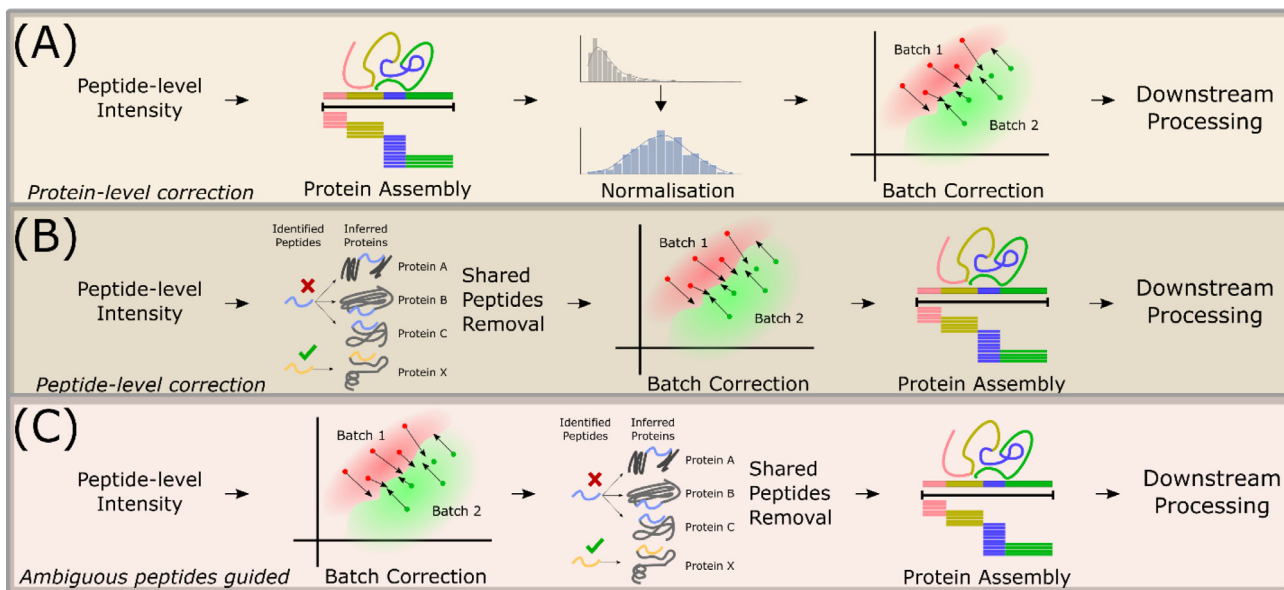 (A)
Peptide-level
Intensity
Protein-level correction
Protein Assembly
Normalisation
Batch 1
Batch 2
Batch Correction
Downstream
Processing
(B)
Peptide-level
Intensity
Peptide-level correction
Identified
Peptides
Inferred
Proteins
Protein A
Protein B
Protein C
Protein X
Shared
Peptides
Removal
Batch 1
Batch 2
Batch Correction
Protein Assembly
Downstream
Processing
(C)
Peptide-level
Intensity
Ambiguous peptides guided
Batch 1
Batch 2
Batch Correction
Identified
Peptides
Inferred
Proteins
Protein A
Protein B
Protein C
Protein X
Shared
Peptides
Removal
Protein Assembly
Downstream
Processing